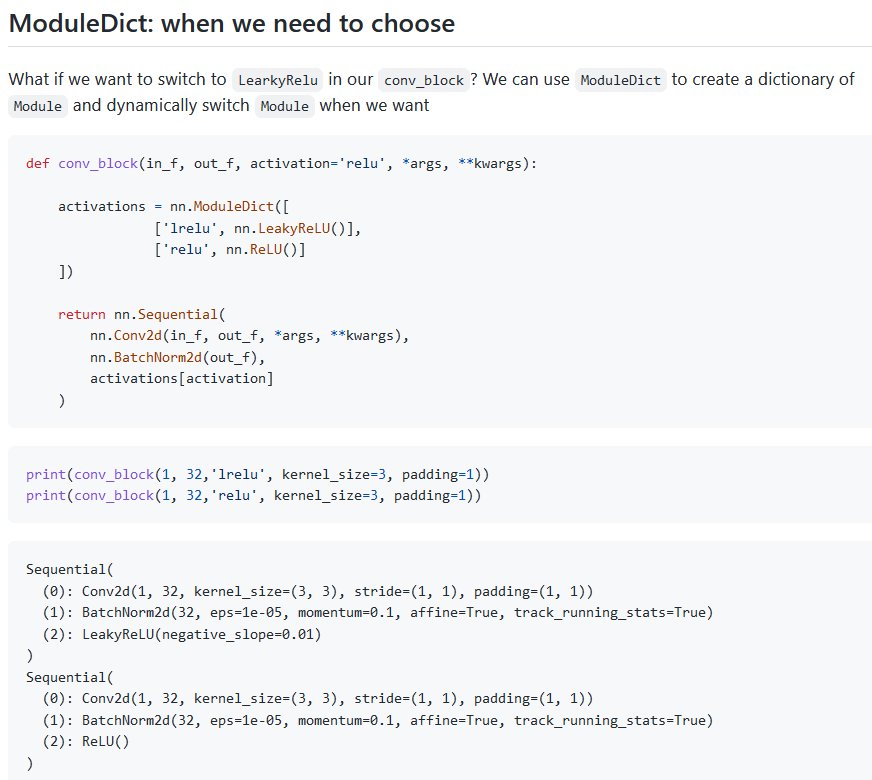 ModuleDict: when we need to choose
What if we want to switch to LearkyRelu in our conv_block? We can use ModuleDict to create a dictionary of
Module and dynamically switch Module when we want
def conv_block(in_f, out_f, activation='relu', *args, **kwargs):
    activations = nn.ModuleDict([
                ['lrelu', nn.LeakyReLU()],
                ['relu', nn.ReLU()]
    ])
    return nn.Sequential(
        nn.Conv2d(in_f, out_f, *args, **kwargs),
        nn.BatchNorm2d(out_f),
        activations[activation]
    )
print(conv_block(1, 32,'lrelu', kernel_size=3, padding=1))
print(conv_block(1, 32,'relu', kernel_size=3, padding=1))
Sequential(
  (0): Conv2d(1, 32, kernel_size=(3, 3), stride=(1, 1), padding=(1, 1))
  (1): BatchNorm2d(32, eps=1e-05, momentum=0.1, affine=True, track_running_stats=True)
  (2): LeakyReLU(negative_slope=0.01)
)
Sequential(
  (0): Conv2d(1, 32, kernel_size=(3, 3), stride=(1, 1), padding=(1, 1))
  (1): BatchNorm2d(32, eps=1e-05, momentum=0.1, affine=True, track_running_stats=True)
  (2): ReLU()
)